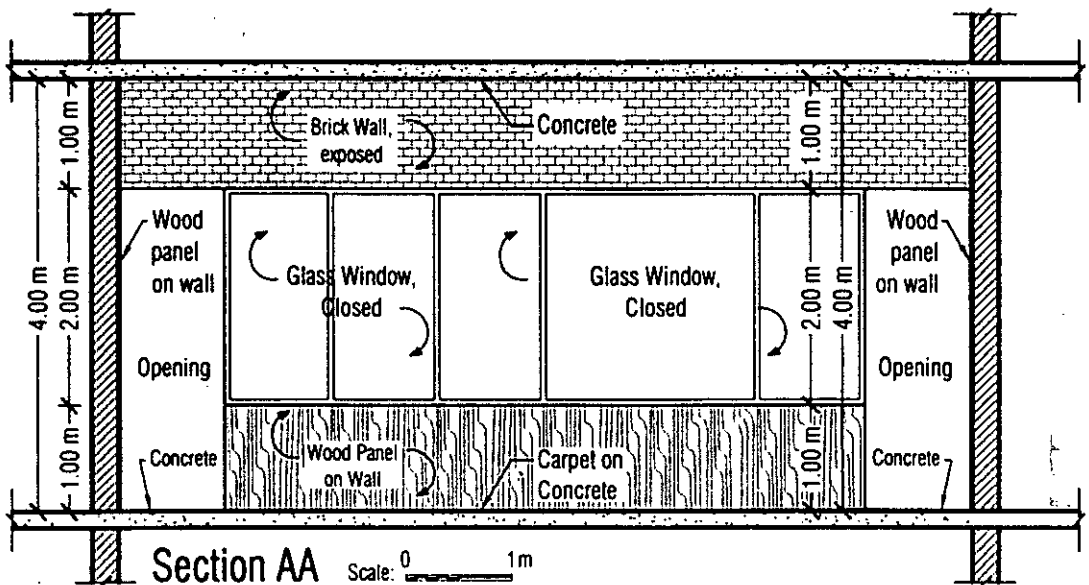 Brick Wall,
exposed
Concrete
1.00 m
1.00 m
Wood
panel
on wall
Glass Window,
Closed
Glass Window,
Closed
Wood
panel
on wall
4.00 m
2.00 m
2.00 m
4.00 m
Opening
Opening
Concrete
1.00 m
Wood Panel
on Wall
Carpet on
Concrete
1.00 m
Concrete
Section AA
Scale:
0
1m